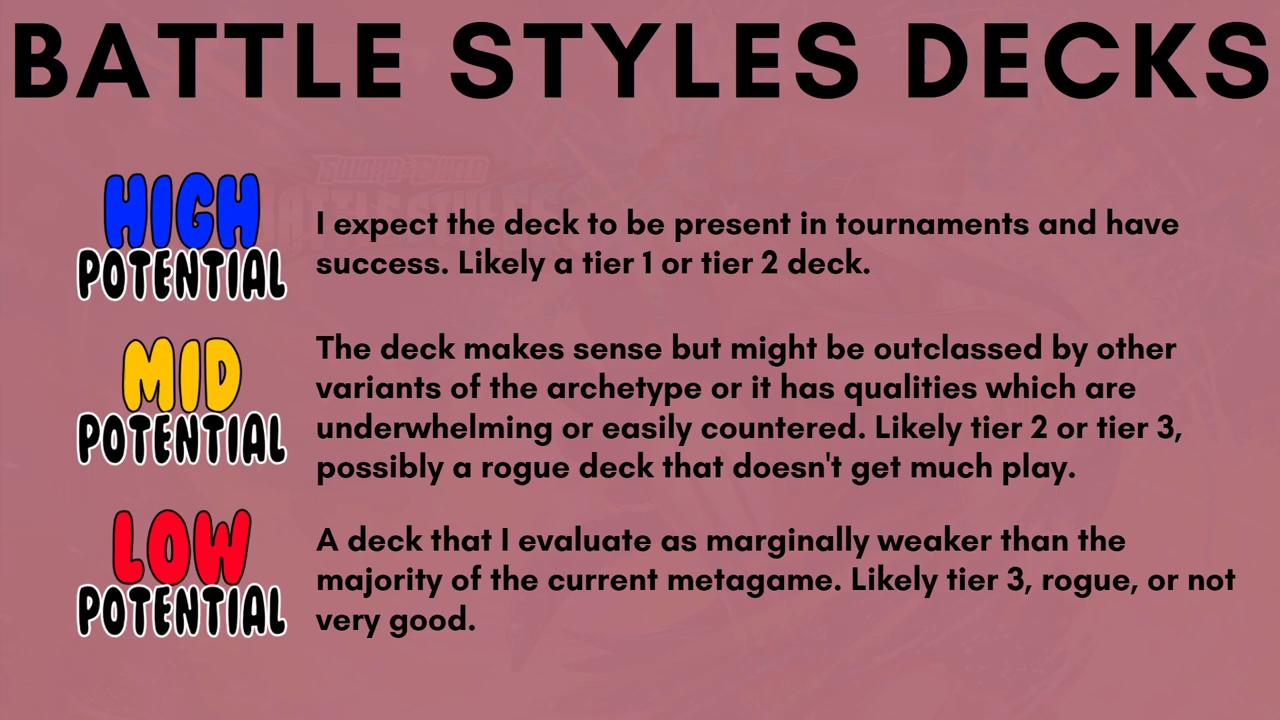 BATTLE STYLES DECKS
SWORD & SHIELD
BATTLE STYLES
HIGH
POTENTIAL
I expect the deck to be present in tournaments and have
success. Likely a tier 1 or tier 2 deck.
MID
POTENTIAL
The deck makes sense but might be outclassed by other
variants of the archetype or it has qualities which are
underwhelming or easily countered. Likely tier 2 or tier 3,
possibly a rogue deck that doesn't get much play.
LOW
POTENTIAL
A deck that I evaluate as marginally weaker than the
majority of the current metagame. Likely tier 3, rogue, or not
very good.